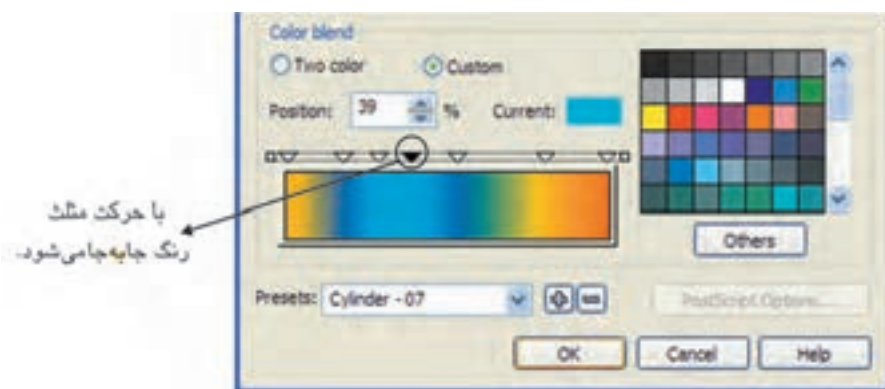 Color blend
Two color Custom
Position: 39 % Current:
Others
با حرکت مثلث
رنگ جابه‌جا می‌شود.
Presets: Cylinder - 07
PostScript Options...
OK Cancel Help